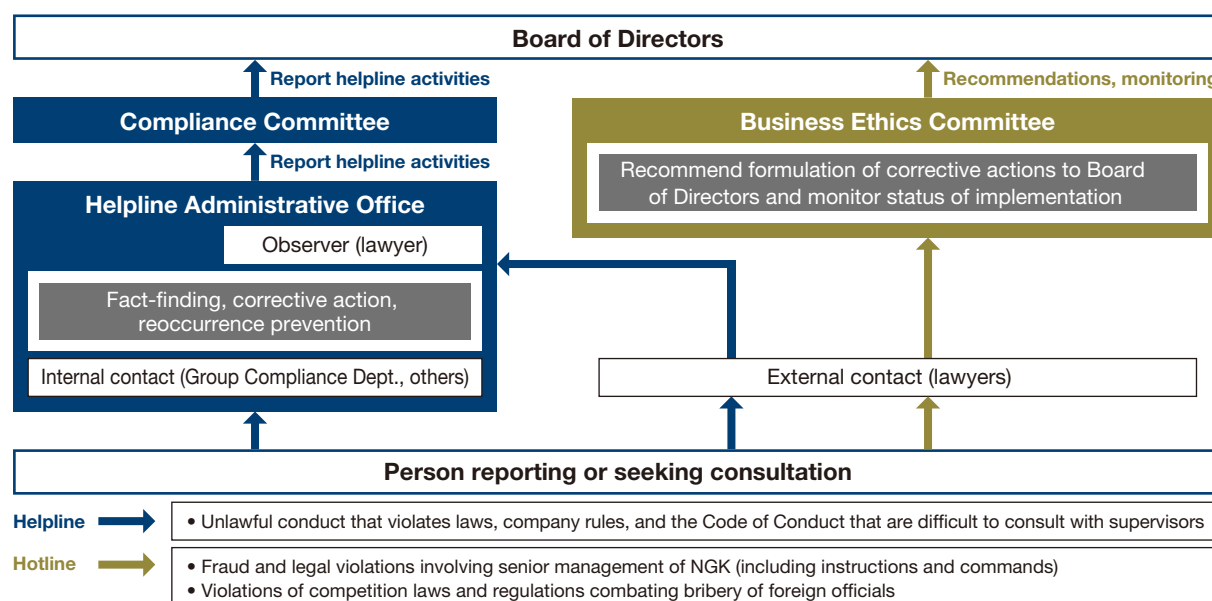 Board of Directors
Report helpline activities
Recommendations, monitoring
Compliance Committee
Business Ethics Committee
Report helpline activities
Recommend formulation of corrective actions to Board
of Directors and monitor status of implementation
Helpline Administrative Office
Observer (lawyer)
Fact-finding, corrective action,
reoccurrence prevention
Internal contact (Group Compliance Dept., others)
External contact (lawyers)
Person reporting or seeking consultation
Helpline
• Unlawful conduct that violates laws, company rules, and the Code of Conduct that are difficult to consult with supervisors
Hotline
• Fraud and legal violations involving senior management of NGK (including instructions and commands)
• Violations of competition laws and regulations combating bribery of foreign officials